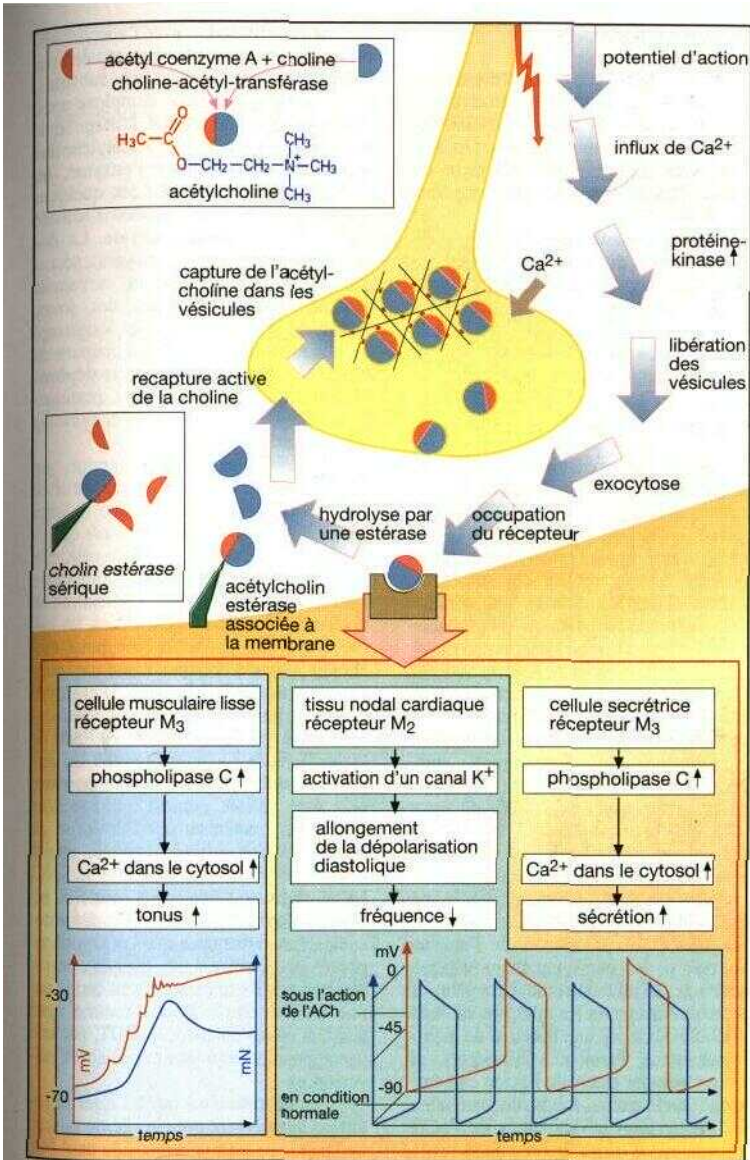 acétyl coenzyme A + choline
choline-acétyl-transférase
O
H₃C–C
O–CH₂–CH₂–N⁺–CH₃
CH₃
CH₃
acétylcholine
potentiel d'action
influx de Ca²⁺
protéine-
kinase ↑
libération
des
vésicules
exocytose
occupation
du récepteur
hydrolyse par
une estérase
recapture active
de la choline
capture de l'acétyl-
choline dans les
vésicules
Ca²⁺
cholin estérase
sérique
acétylcholin
estérase
associée à
la membrane
cellule musculaire lisse
récepteur M₃
phospholipase C ↑
Ca²⁺ dans le cytosol ↑
tonus ↑
tissu nodal cardiaque
récepteur M₂
activation d'un canal K⁺
allongement
de la dépolarisation
diastolique
fréquence ↓
cellule secrétrice
récepteur M₃
phospholipase C ↑
Ca²⁺ dans le cytosol ↑
sécrétion ↑
-30
-70
mV
mN
temps
mV
0
-45
-90
sous l'action
de l'ACh
en condition
normale
temps